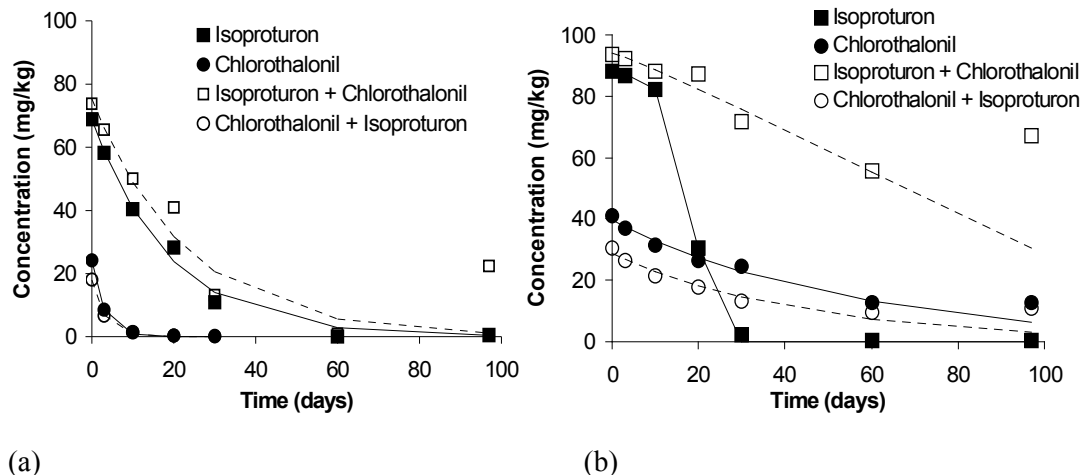 Concentration (mg/kg)
100
80
60
40
20
0
0 20 40 60 80 100
Time (days)
Isoproturon
Chlorothalonil
Isoproturon + Chlorothalonil
Chlorothalonil + Isoproturon
(a)
Concentration (mg/kg)
100
80
60
40
20
0
0 20 40 60 80 100
Time (days)
Isoproturon
Chlorothalonil
Isoproturon + Chlorothalonil
Chlorothalonil + Isoproturon
(b)